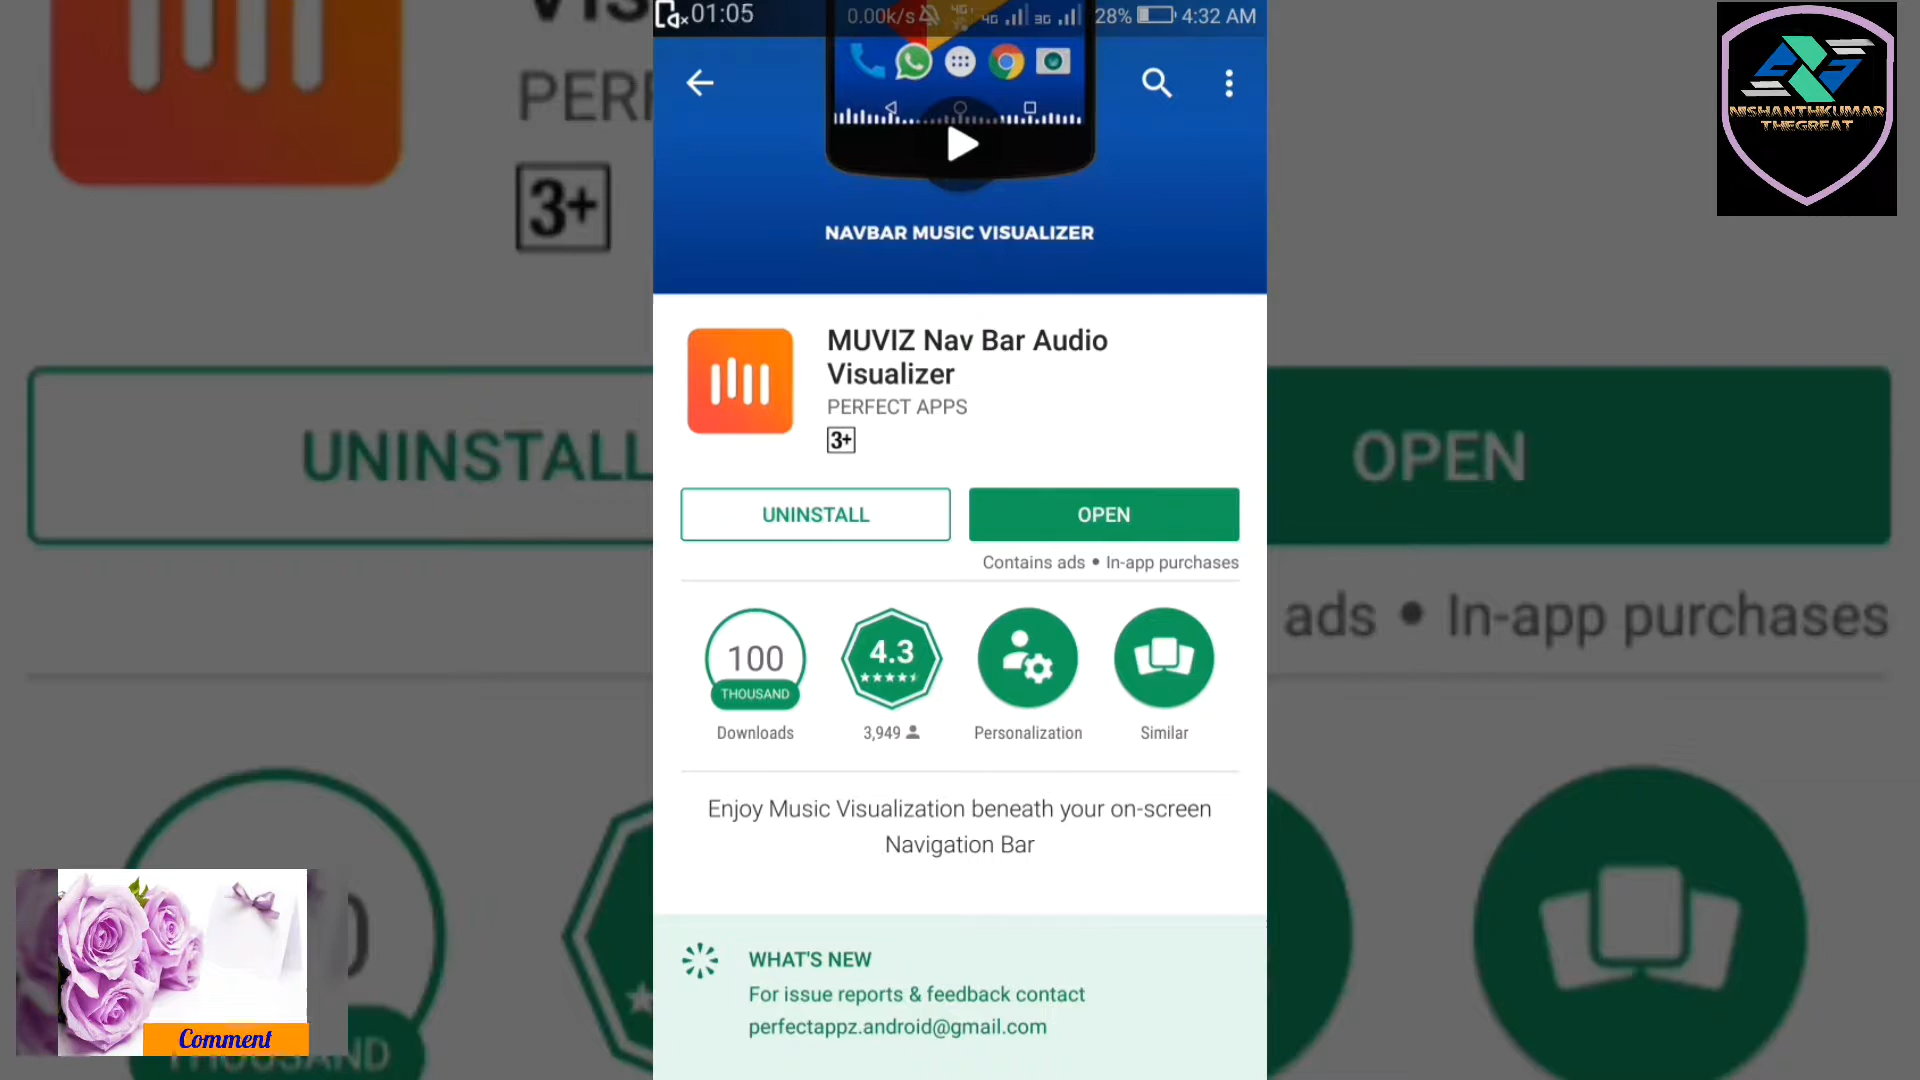 01:05
0.00k/s 4G 3G 28% 4:32 AM
NAVBAR MUSIC VISUALIZER
MUVIZ Nav Bar Audio
Visualizer
PERFECT APPS
3+
UNINSTALL
OPEN
Contains ads • In-app purchases
100
THOUSAND
Downloads
4.3
3,949
Personalization
Similar
Enjoy Music Visualization beneath your on-screen
Navigation Bar
WHAT'S NEW
For issue reports & feedback contact
perfectappz.android@gmail.com
PERF
3+
UNINSTALL
OPEN
ads • In-app purchases
THOUSAND
Comment
NISHANTHKUMAR
THEGREAT